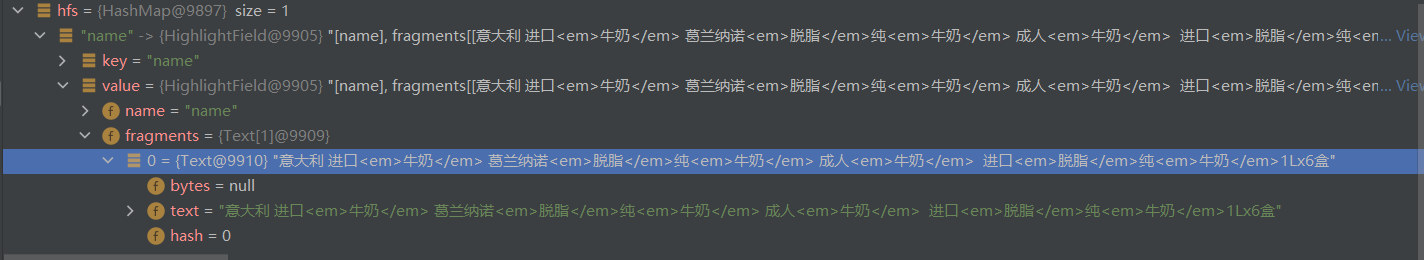 hfs = {HashMap@9897} size = 1
"name" -> {HighlightField@9905} "[name], fragments[[意大利 进口<em>牛奶</em> 葛兰纳诺<em>脱脂</em>纯<em>牛奶</em> 成人<em>牛奶</em>  进口<em>脱脂</em>纯<em>... View
key = "name"
value = {HighlightField@9905} "[name], fragments[[意大利 进口<em>牛奶</em> 葛兰纳诺<em>脱脂</em>纯<em>牛奶</em> 成人<em>牛奶</em>  进口<em>脱脂</em>纯<em>... View
f name = "name"
f fragments = {Text[1]@9909}
0 = {Text@9910} "意大利 进口<em>牛奶</em> 葛兰纳诺<em>脱脂</em>纯<em>牛奶</em> 成人<em>牛奶</em>  进口<em>脱脂</em>纯<em>牛奶</em>1Lx6盒"
f bytes = null
f text = "意大利 进口<em>牛奶</em> 葛兰纳诺<em>脱脂</em>纯<em>牛奶</em> 成人<em>牛奶</em>  进口<em>脱脂</em>纯<em>牛奶</em>1Lx6盒"
f hash = 0